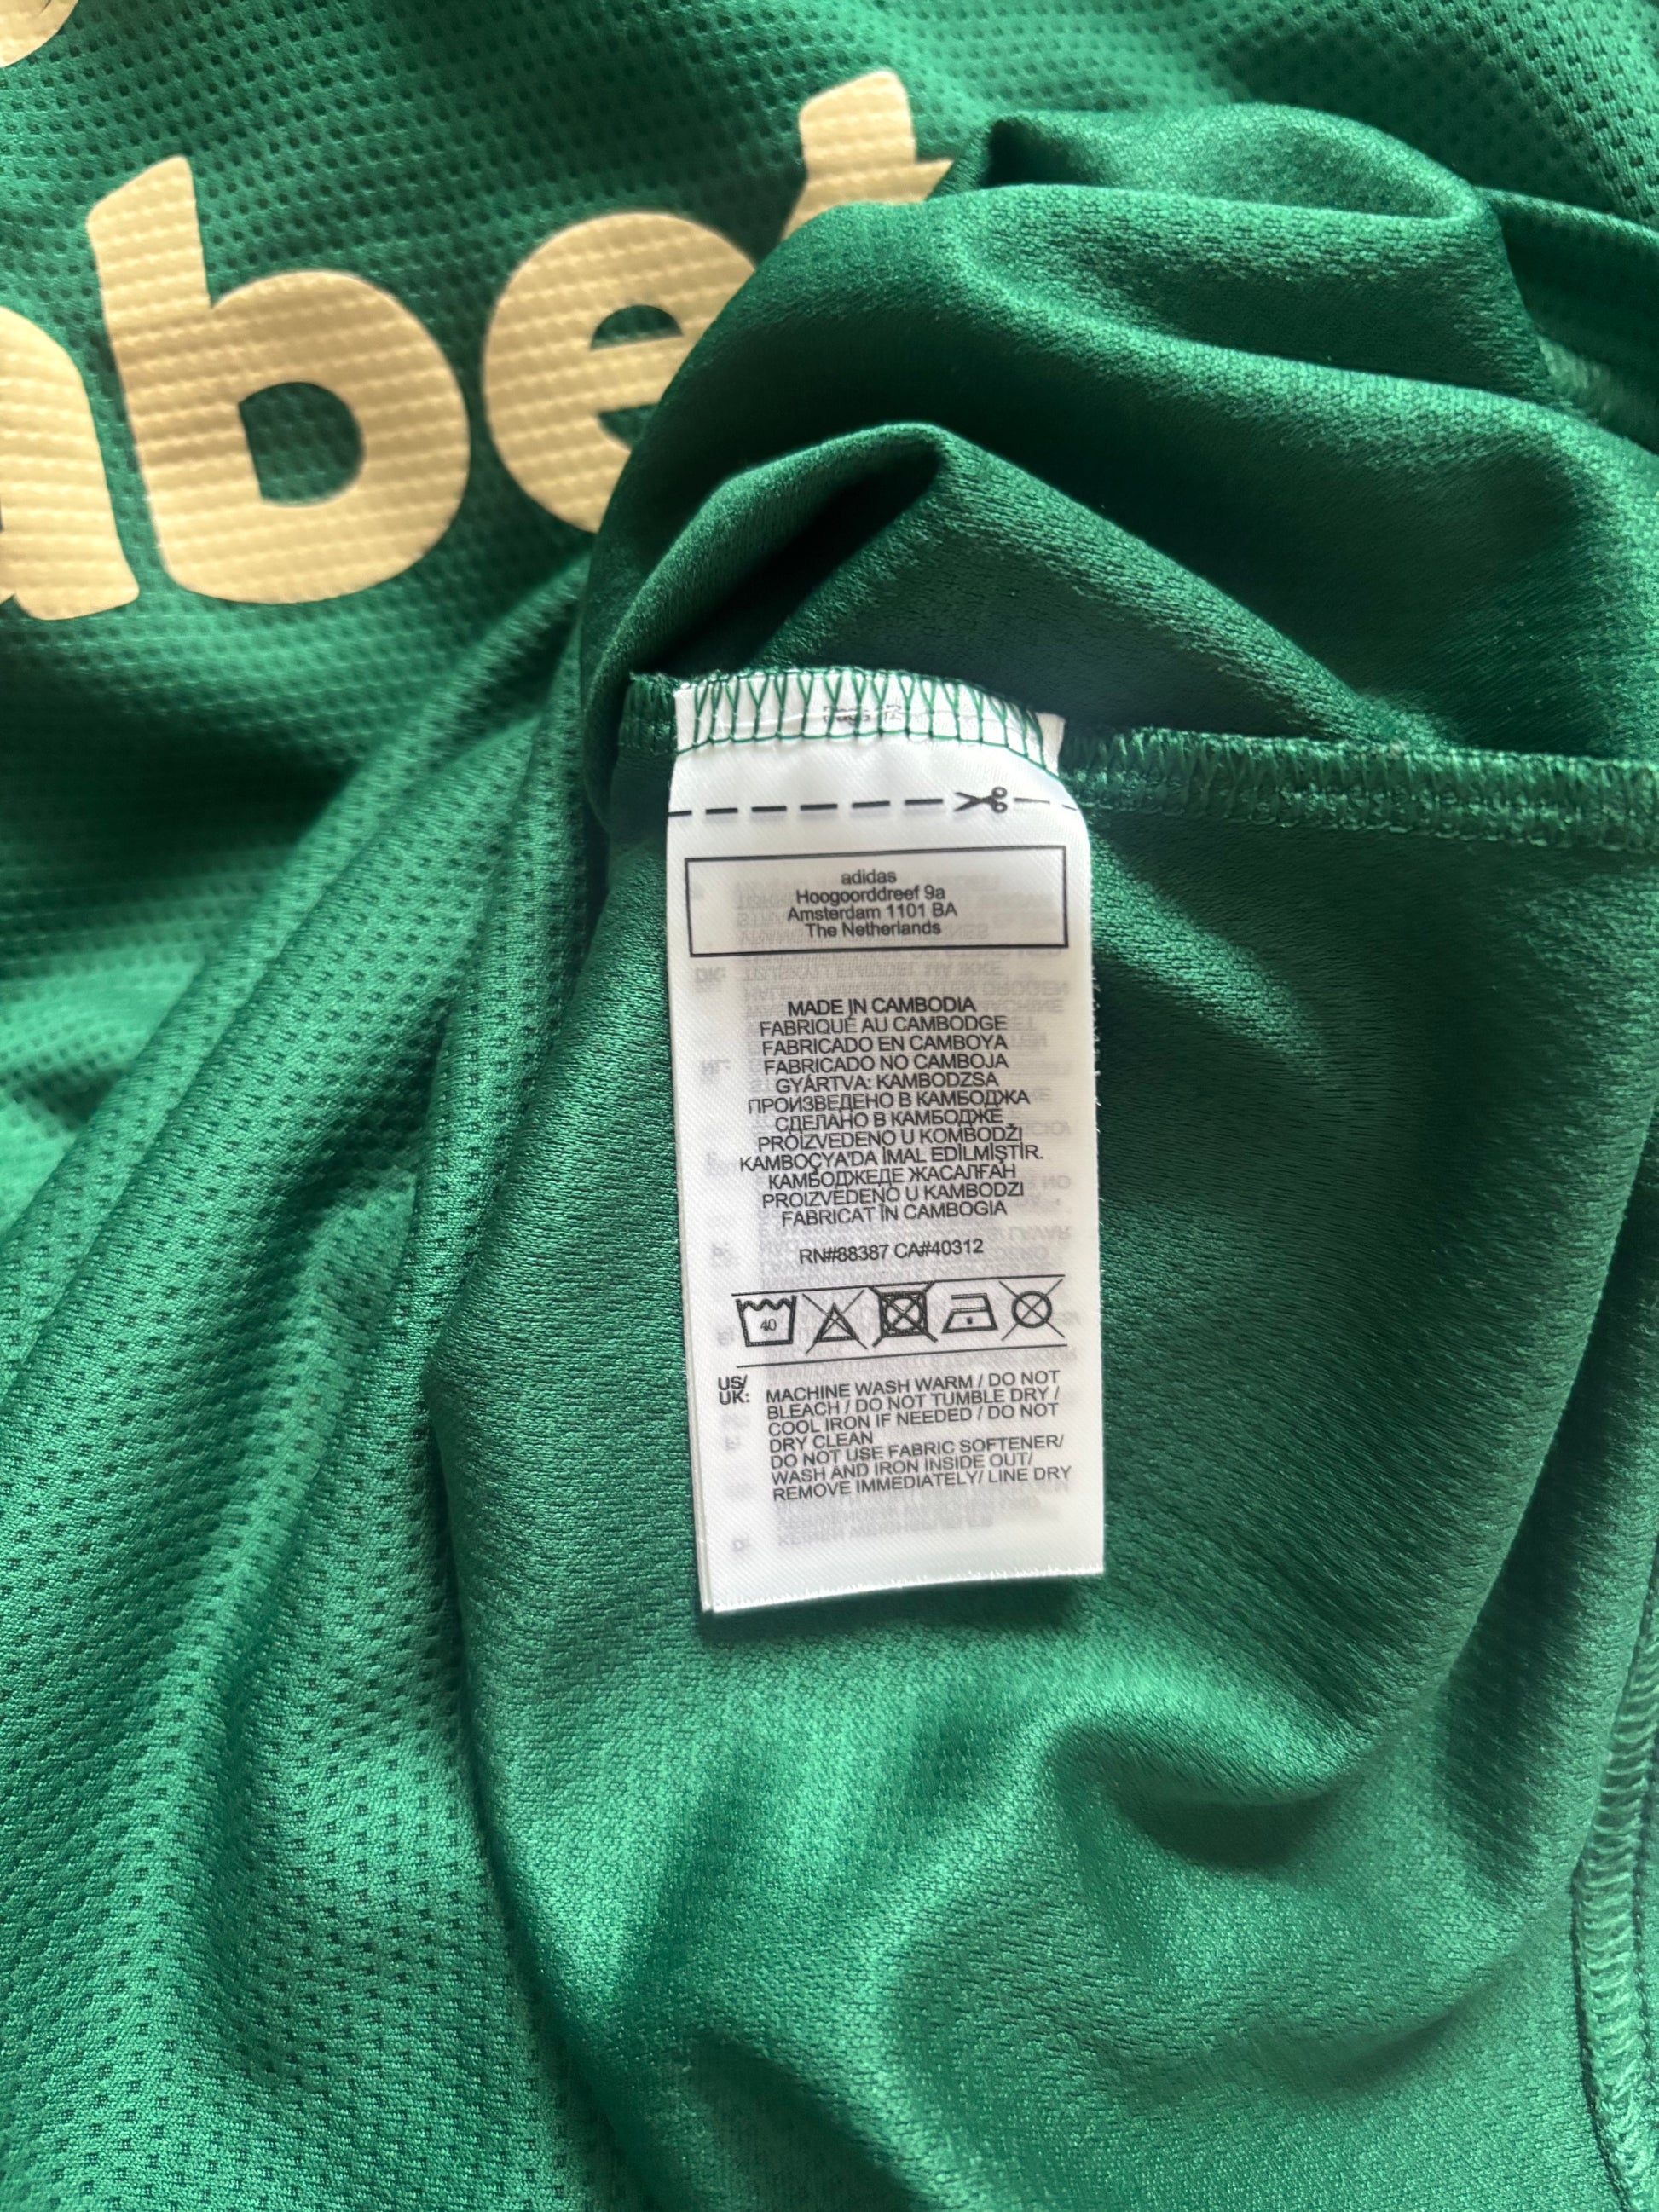 abet
adidas
Hoogoorddreef 9a
Amsterdam 1101 BA
The Netherlands
MADE IN CAMBODIA
FABRIQUÉ AU CAMBODGE
FABRICADO EN CAMBOYA
FABRICADO NO CAMBOJA
GYÁRTVA: KAMBODZSA
ПРОИЗВЕДЕНО В КАМБОДЖА
СДЕЛАНО В КАМБОДЖЕ
PROIZVEDENO U KOMBODŽI
KAMBOÇYA'DA İMAL EDİLMİŞTİR.
КАМБОДЖЕДЕ ЖАСАЛҒАН
PROIZVEDENO U KAMBODZI
FABRICAT ÎN CAMBOGIA
RN#88387 CA#40312
40
US/
UK:
MACHINE WASH WARM / DO NOT
BLEACH / DO NOT TUMBLE DRY /
COOL IRON IF NEEDED / DO NOT
DRY CLEAN
DO NOT USE FABRIC SOFTENER/
WASH AND IRON INSIDE OUT/
REMOVE IMMEDIATELY/ LINE DRY